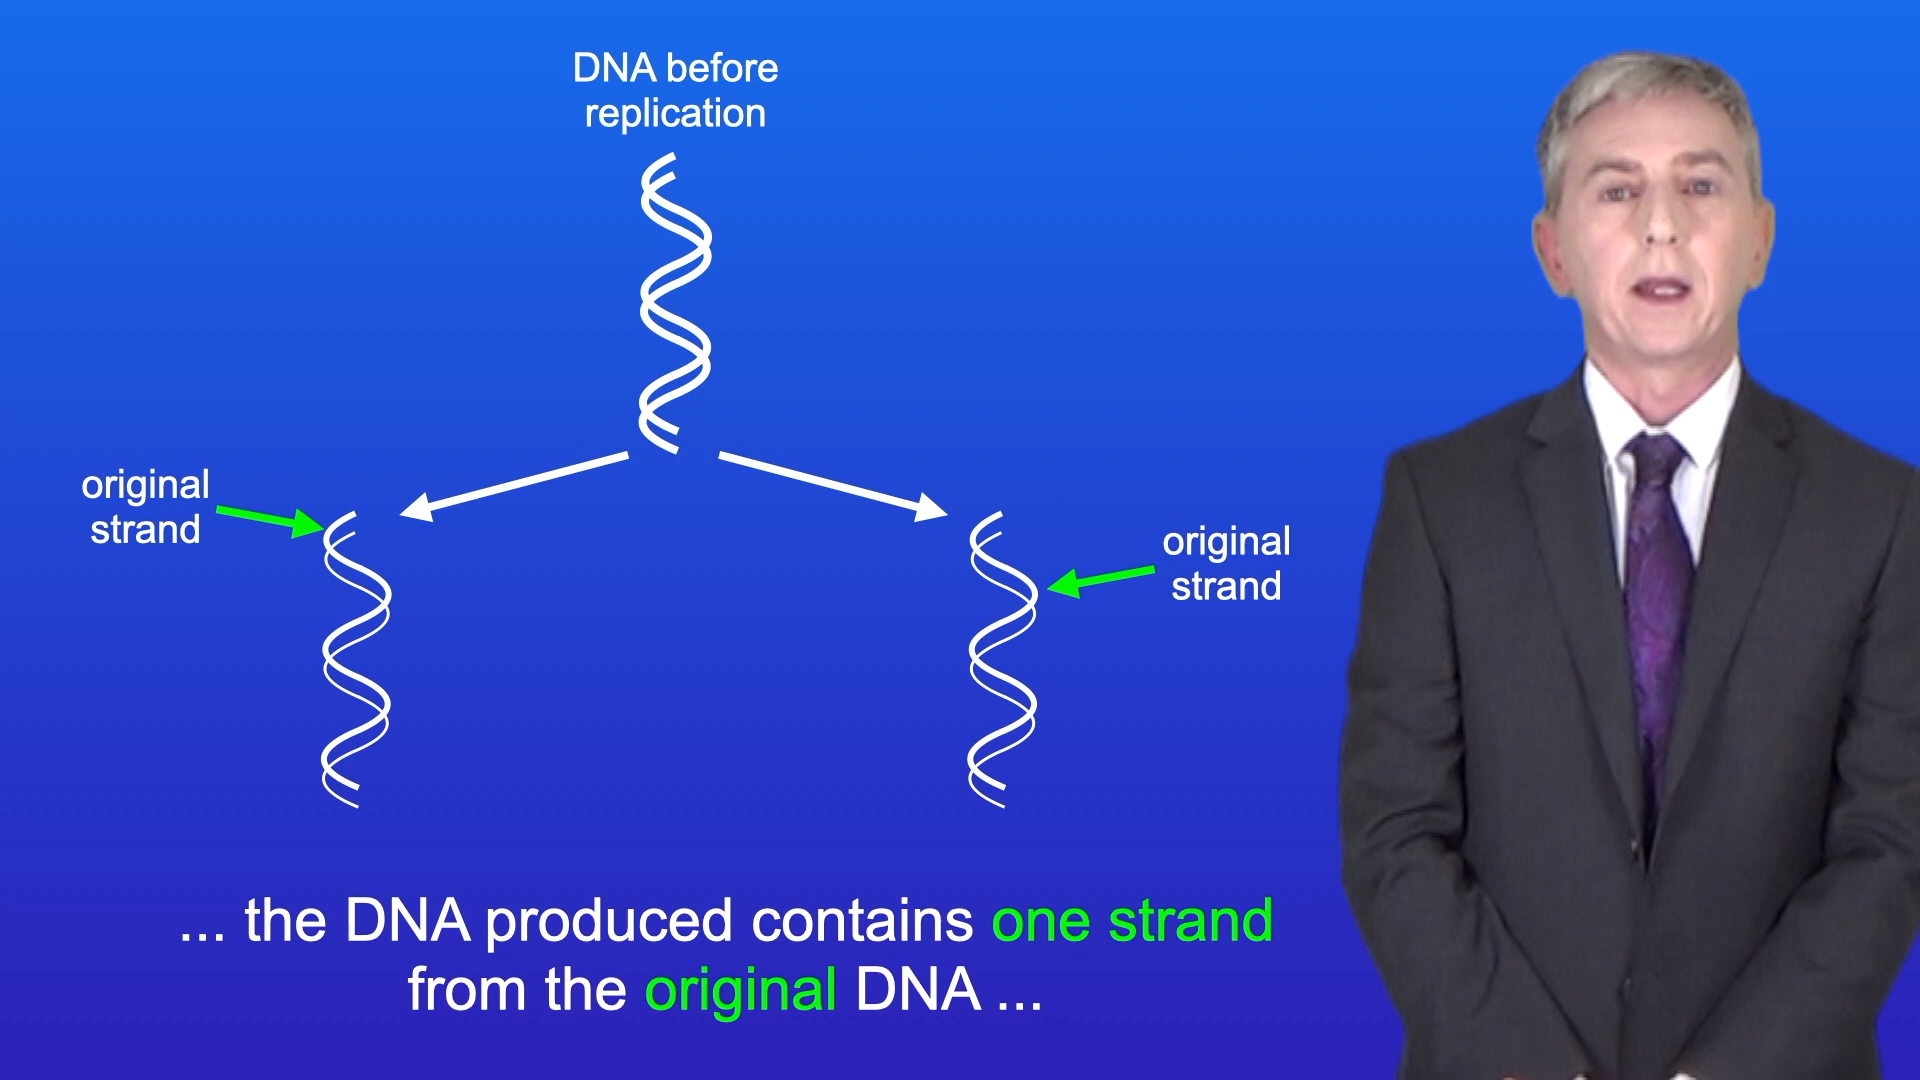 DNA before
replication
original
strand
original
strand
... the DNA produced contains one strand
from the original DNA ...